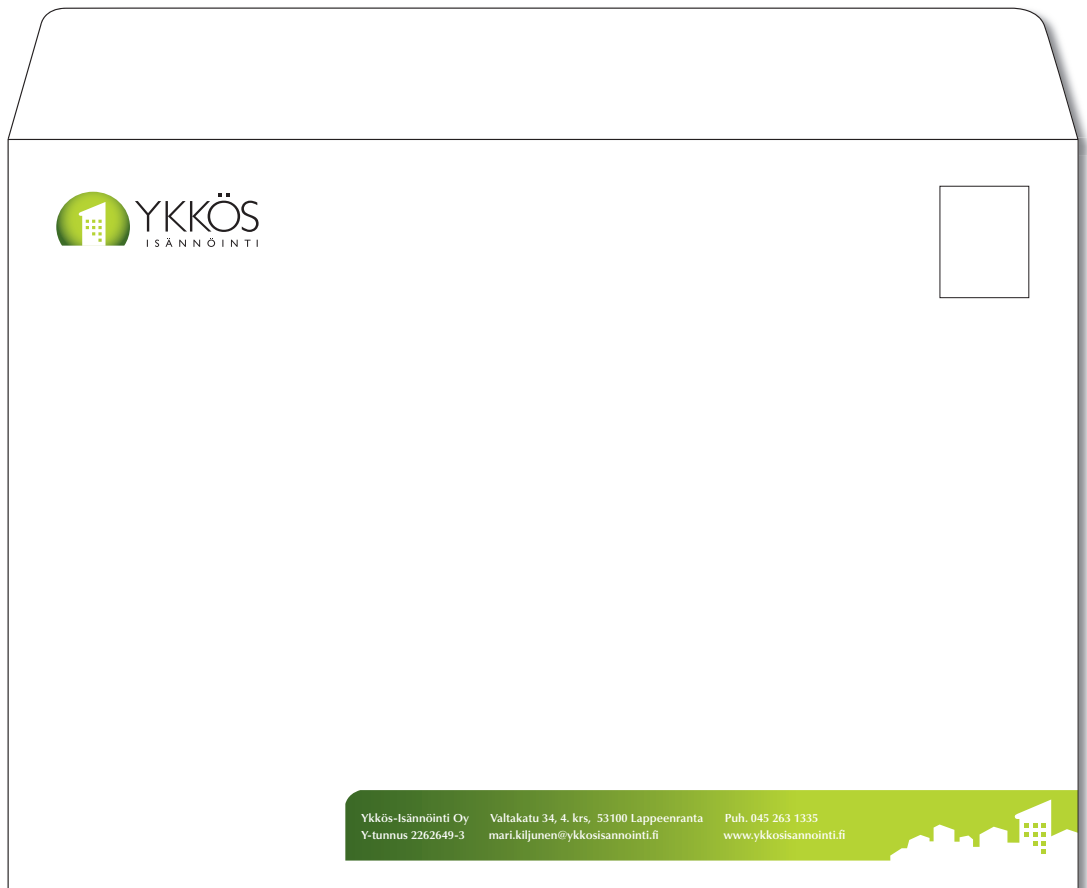 YKKÖS
ISÄNNÖINTI
Ykkös-Isännöinti Oy Valtakatu 34, 4. krs, 53100 Lappeenranta Puh. 045 263 1335
Y-tunnus 2262649-3 mari.kiljunen@ykkosisannointi.fi www.ykkosisannointi.fi